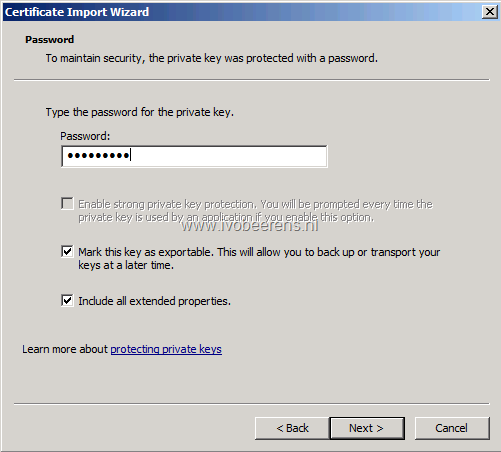 Certificate Import Wizard
Password
To maintain security, the private key was protected with a password.
Type the password for the private key.
Password:
●●●●●●●●●
Enable strong private key protection. You will be prompted every time the
private key is used by an application if you enable this option.
www.ivobeerens.nl
Mark this key as exportable. This will allow you to back up or transport your
keys at a later time.
Include all extended properties.
Learn more about protecting private keys
< Back
Next >
Cancel